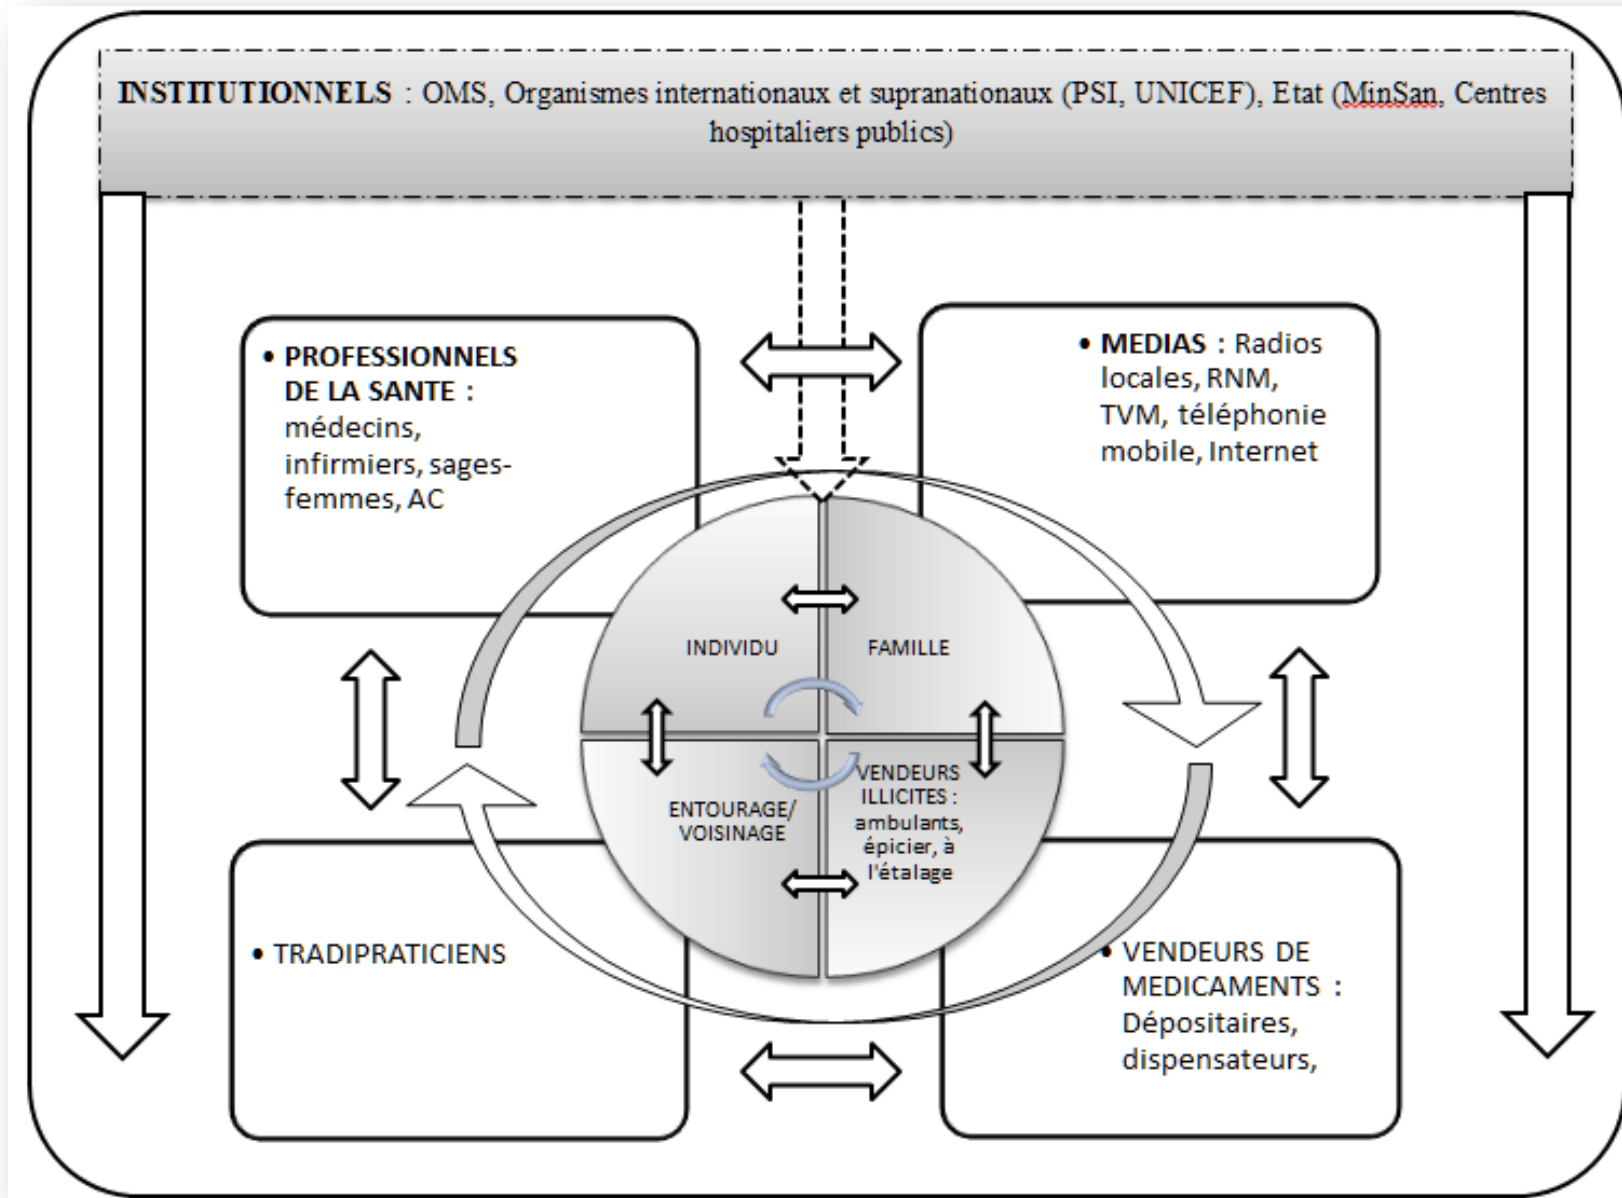 INSTITUTIONNELS : OMS, Organismes internationaux et supranationaux (PSI, UNICEF), Etat (MinSan, Centres
hospitaliers publics)
• PROFESSIONNELS
DE LA SANTE :
médecins,
infirmiers, sages-
femmes, AC
• MEDIAS : Radios
locales, RNM,
TVM, téléphonie
mobile, Internet
INDIVIDU
FAMILLE
ENTOURAGE/
VOISINAGE
VENDEURS
ILLICITES :
ambulants,
épicier, à
l'étalage
• TRADIPRATICIENS
• VENDEURS DE
MEDICAMENTS :
Dépositaires,
dispensateurs,